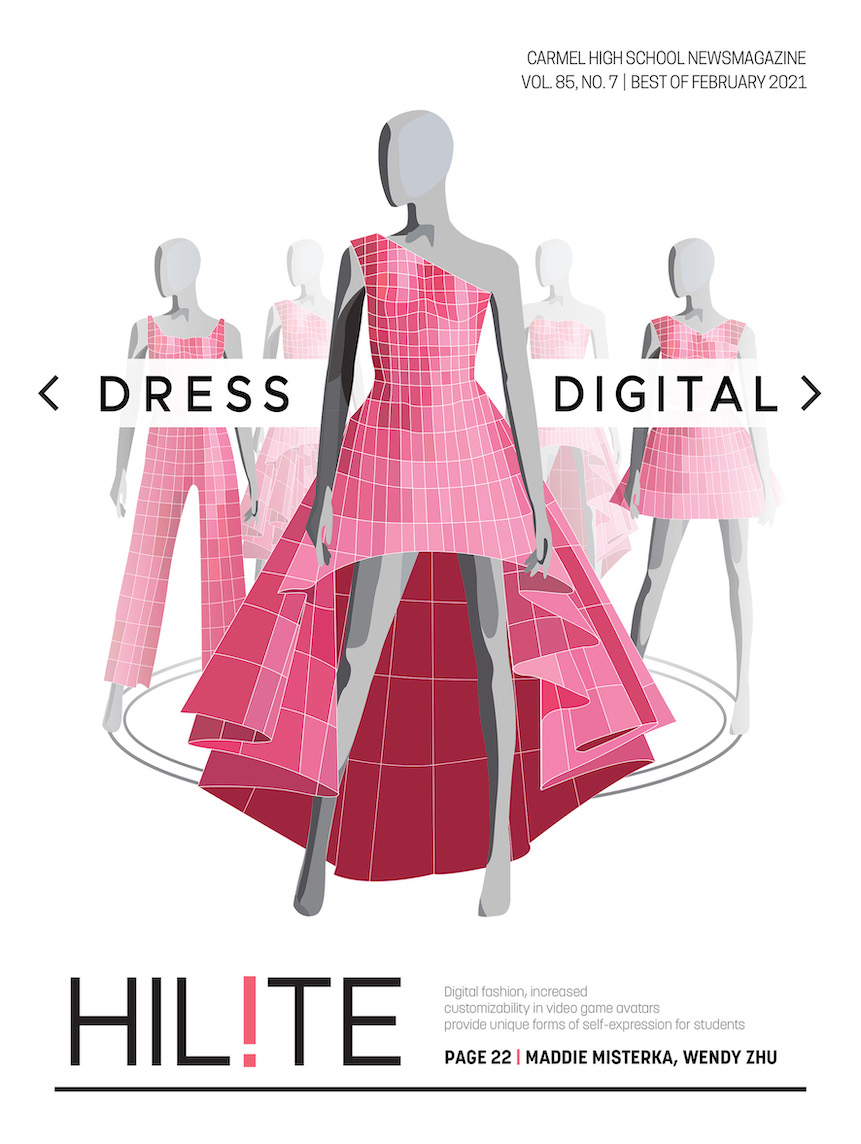 CARMEL HIGH SCHOOL NEWSMAGAZINE
VOL. 85, NO. 7 | BEST OF FEBRUARY 2021
< DRESS DIGITAL >
HIL!TE
Digital fashion, increased
customizability in video game avatars
provide unique forms of self-expression for students
PAGE 22 | MADDIE MISTERKA, WENDY ZHU